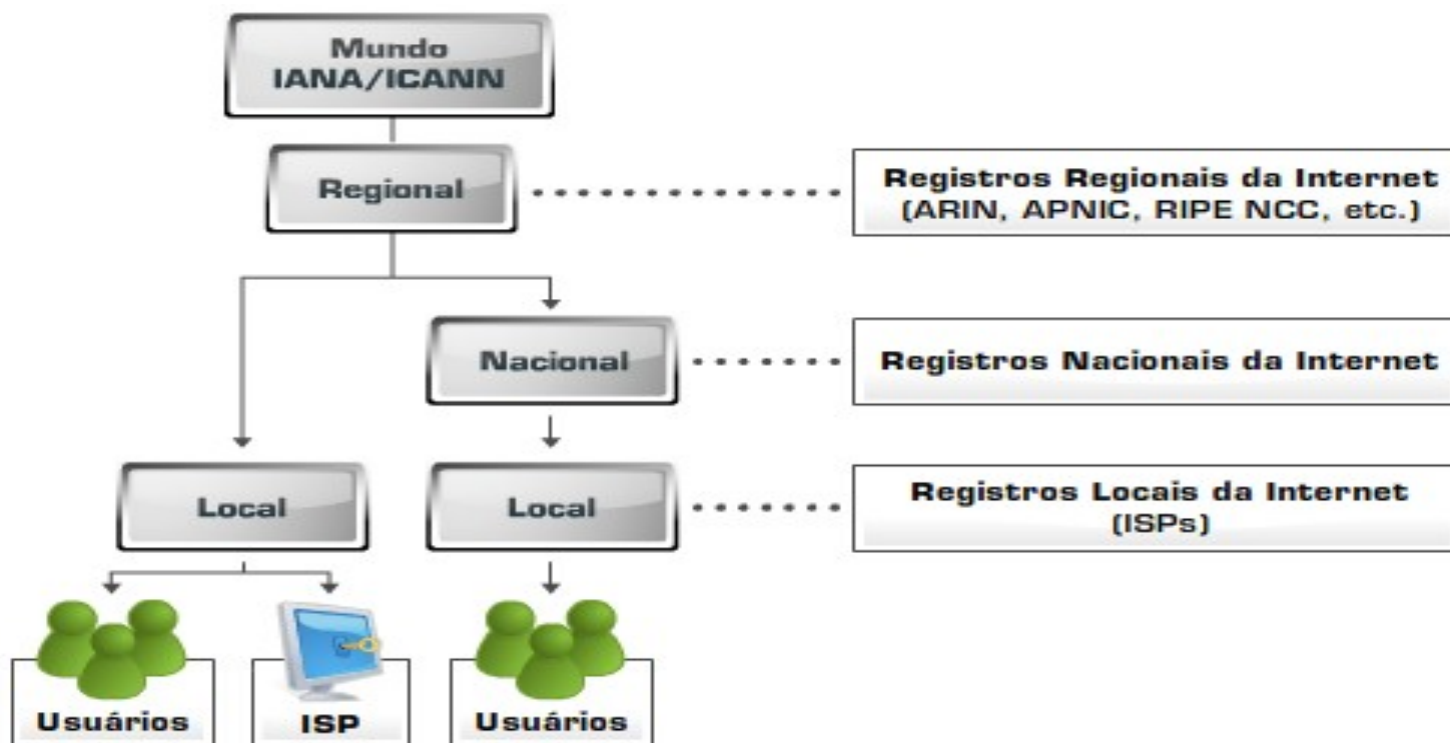 Mundo
IANA/ICANN
Regional
Registros Regionais da Internet
(ARIN, APNIC, RIPE NCC, etc.)
Nacional
Registros Nacionais da Internet
Local
Local
Registros Locais da Internet
(ISPs)
Usuários
ISP
Usuários